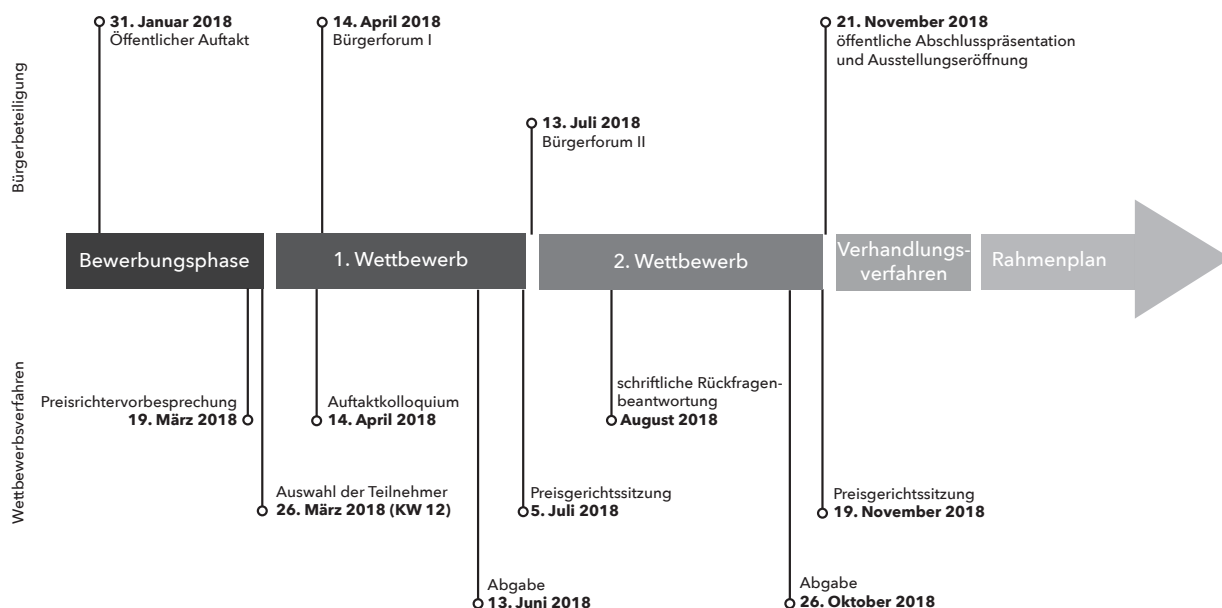 31. Januar 2018
Öffentlicher Auftakt
14. April 2018
Bürgerforum I
21. November 2018
öffentliche Abschlusspräsentation
und Ausstellungseröffnung
13. Juli 2018
Bürgerforum II
Bürgerbeteiligung
Bewerbungsphase
1. Wettbewerb
2. Wettbewerb
Verhandlungs-
verfahren
Rahmenplan
Wettbewerbsverfahren
Preisrichtervorbesprechung
19. März 2018
Auftaktkolloquium
14. April 2018
schriftliche Rückfragen-
beantwortung
August 2018
Auswahl der Teilnehmer
26. März 2018 (KW 12)
Preisgerichtssitzung
5. Juli 2018
Preisgerichtssitzung
19. November 2018
Abgabe
13. Juni 2018
Abgabe
26. Oktober 2018